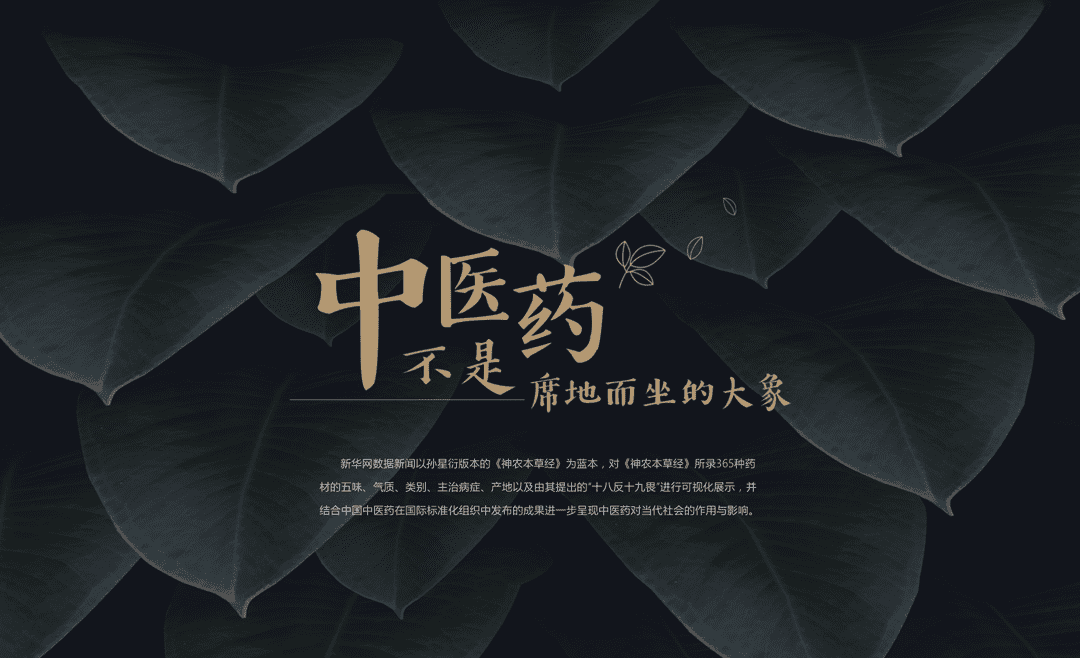 中医药
不是
席地而坐的大象
新华网数据新闻以孙星衍版本的《神农本草经》为蓝本，对《神农本草经》所录365种药
材的五味、气质、类别、主治病症、产地以及由其提出的“十八反十九畏”进行可视化展示，并
结合中国中医药在国际标准化组织中发布的成果进一步呈现中医药对当代社会的作用与影响。